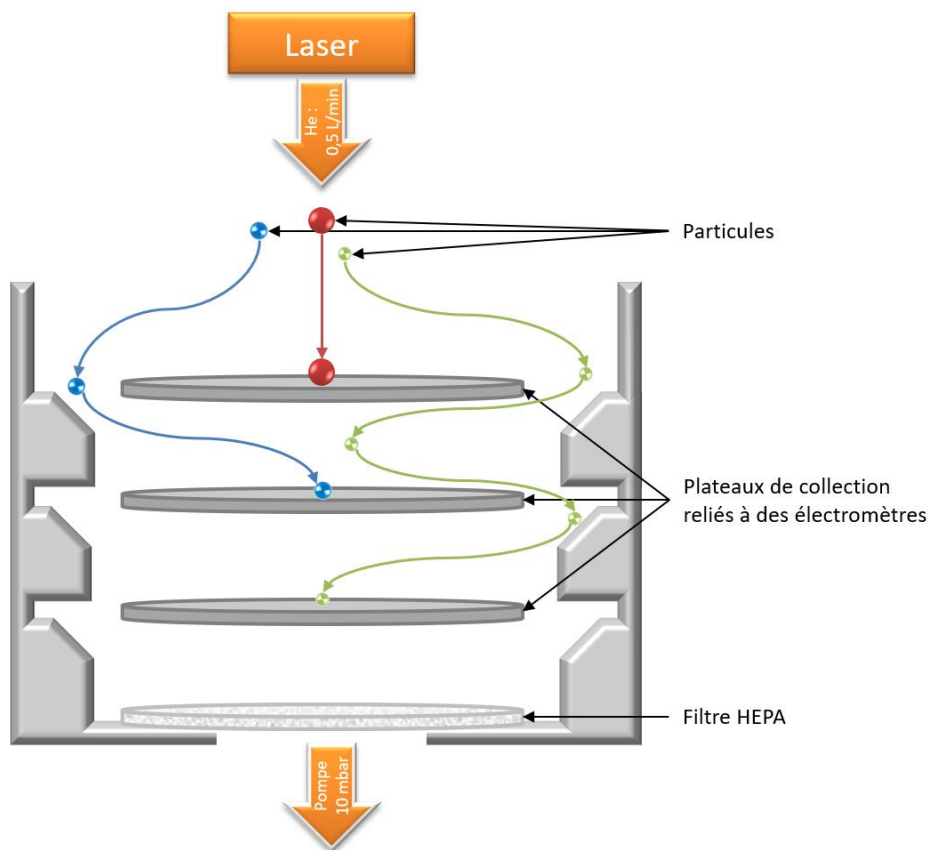 Laser
He :
0,5 L/min
Particules
Plateaux de collection
reliés à des électromètres
Filtre HEPA
Pompe
10 mbar